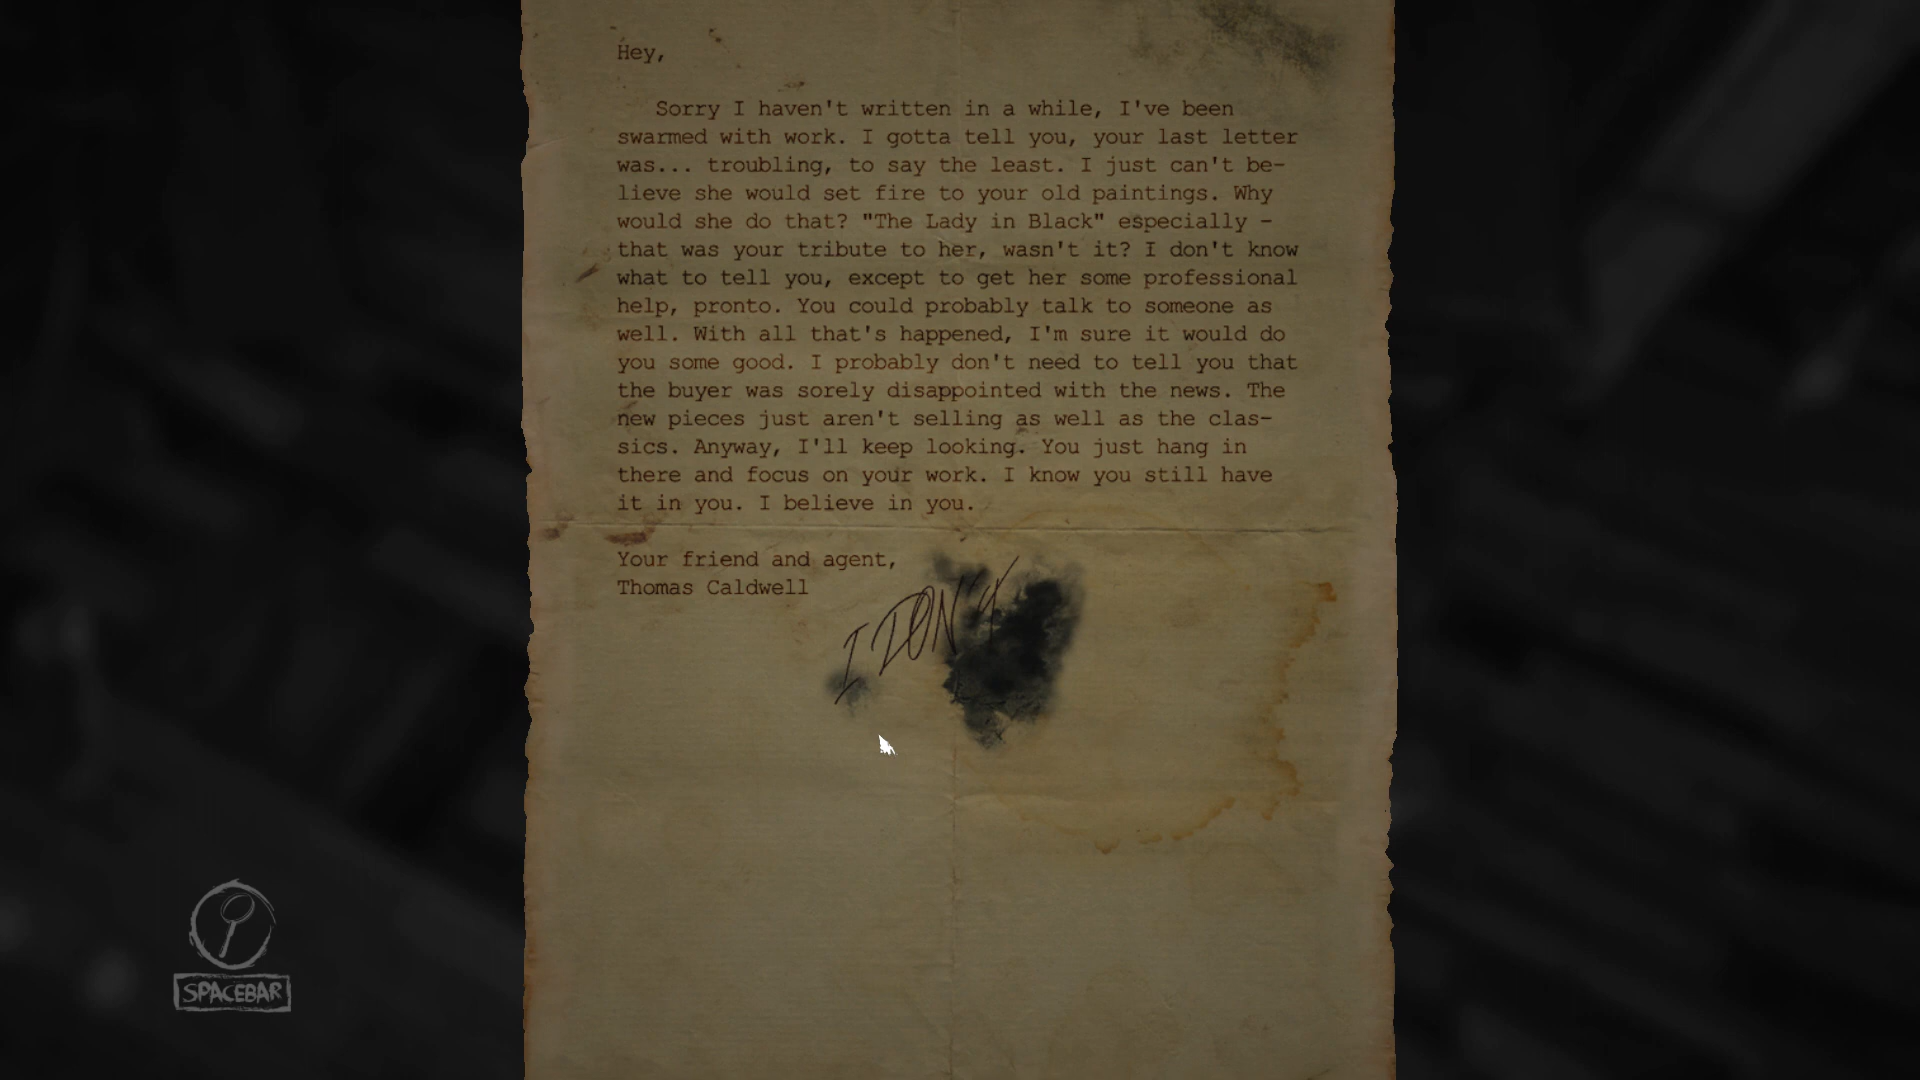 Hey,
Sorry I haven't written in a while, I've been
swarmed with work. I gotta tell you, your last letter
was... troubling, to say the least. I just can't be-
lieve she would set fire to your old paintings. Why
would she do that? "The Lady in Black" especially -
that was your tribute to her, wasn't it? I don't know
what to tell you, except to get her some professional
help, pronto. You could probably talk to someone as
well. With all that's happened, I'm sure it would do
you some good. I probably don't need to tell you that
the buyer was sorely disappointed with the news. The
new pieces just aren't selling as well as the clas-
sics. Anyway, I'll keep looking. You just hang in
there and focus on your work. I know you still have
it in you. I believe in you.
Your friend and agent,
Thomas Caldwell
I DON'T
SPACEBAR